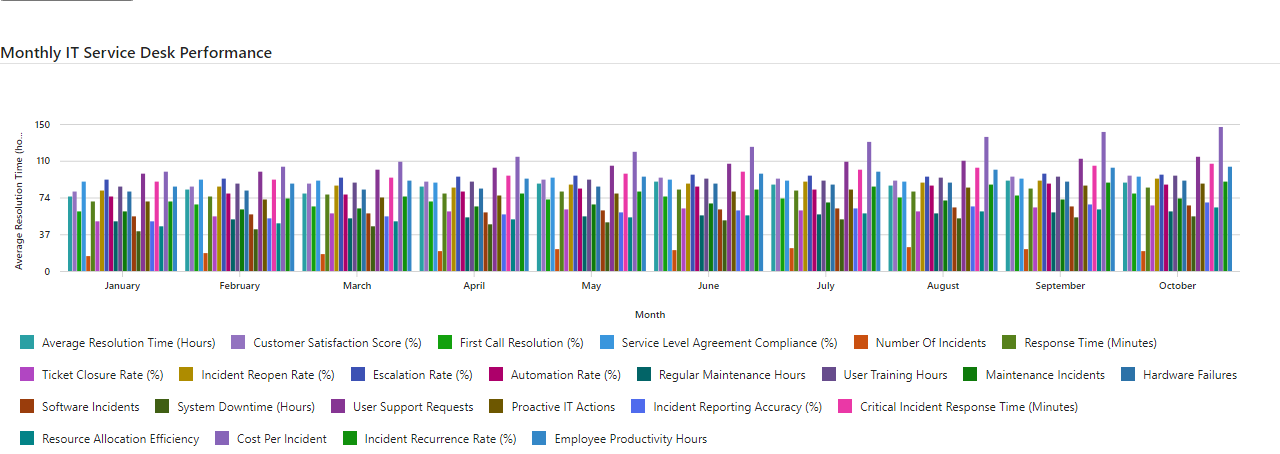 Monthly IT Service Desk Performance
Average Resolution Time (ho...
150
110
74
37
0
January February March April May June July August September October
Month
Average Resolution Time (Hours) Customer Satisfaction Score (%) First Call Resolution (%) Service Level Agreement Compliance (%) Number Of Incidents Response Time (Minutes)
Ticket Closure Rate (%) Incident Reopen Rate (%) Escalation Rate (%) Automation Rate (%) Regular Maintenance Hours User Training Hours Maintenance Incidents Hardware Failures
Software Incidents System Downtime (Hours) User Support Requests Proactive IT Actions Incident Reporting Accuracy (%) Critical Incident Response Time (Minutes)
Resource Allocation Efficiency Cost Per Incident Incident Recurrence Rate (%) Employee Productivity Hours